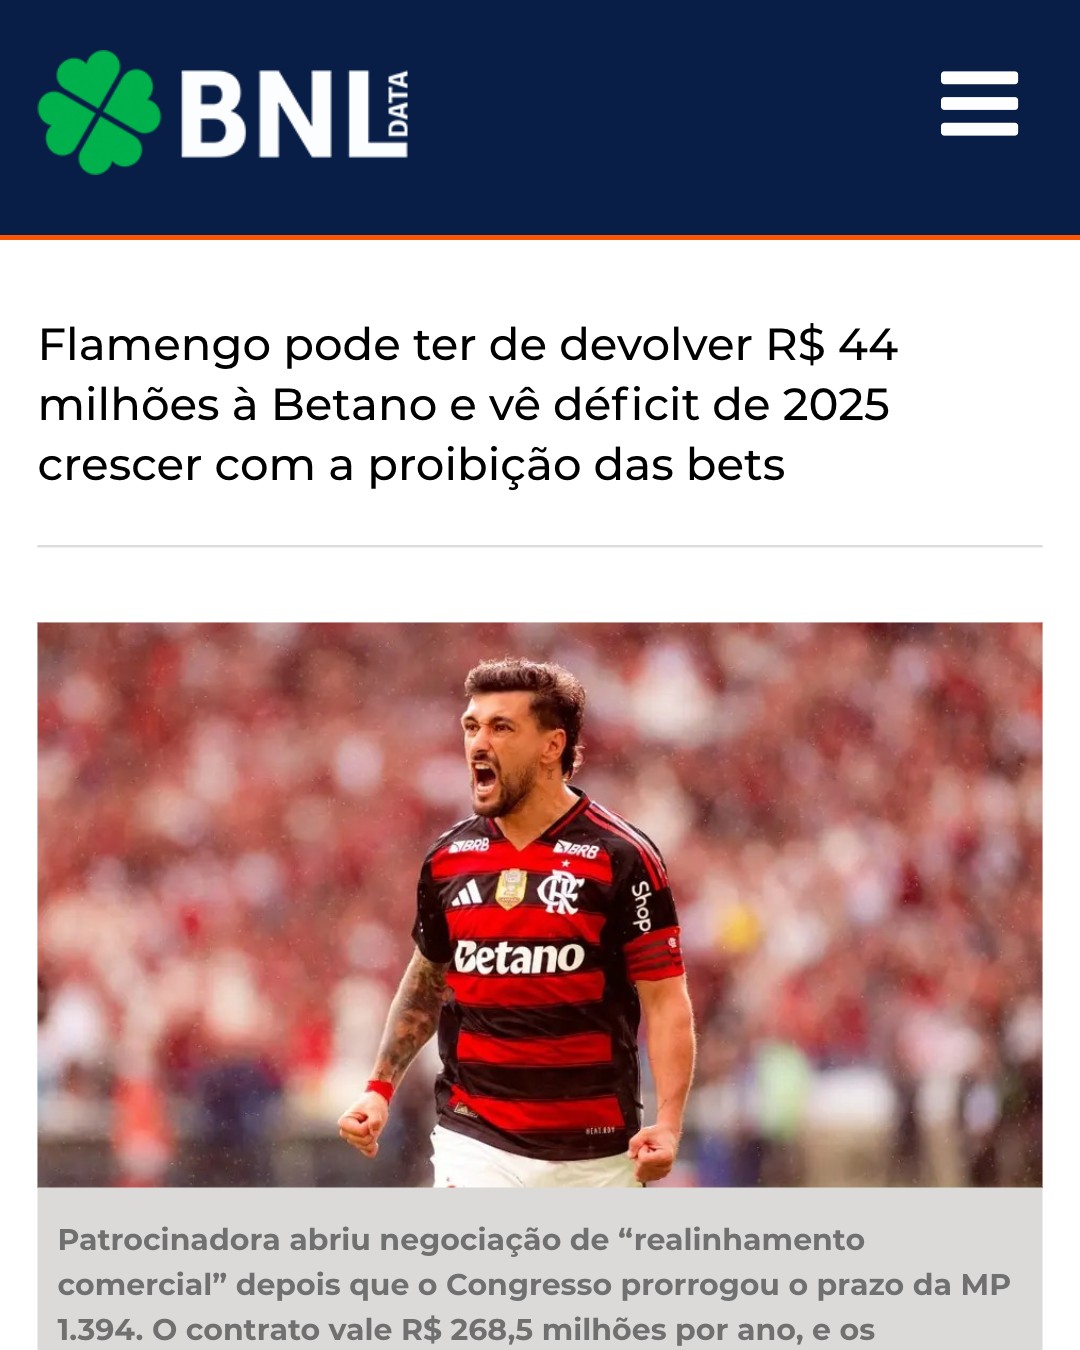 BNL DATA
Flamengo pode ter de devolver R$ 44
milhões à Betano e vê déficit de 2025
crescer com a proibição das bets
BRB
BRB
Shop
Betano
HEAT.RDY
Patrocinadora abriu negociação de “realinhamento
comercial” depois que o Congresso prorrogou o prazo da MP
1.394. O contrato vale R$ 268,5 milhões por ano, e os